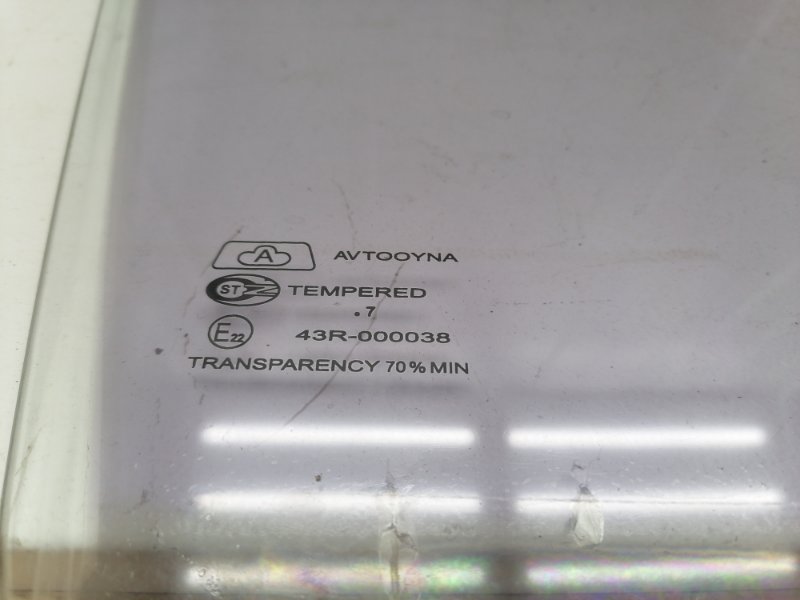 A AVTOOYNA
ST TEMPERED
.7
E22 43R-000038
TRANSPARENCY 70% MIN